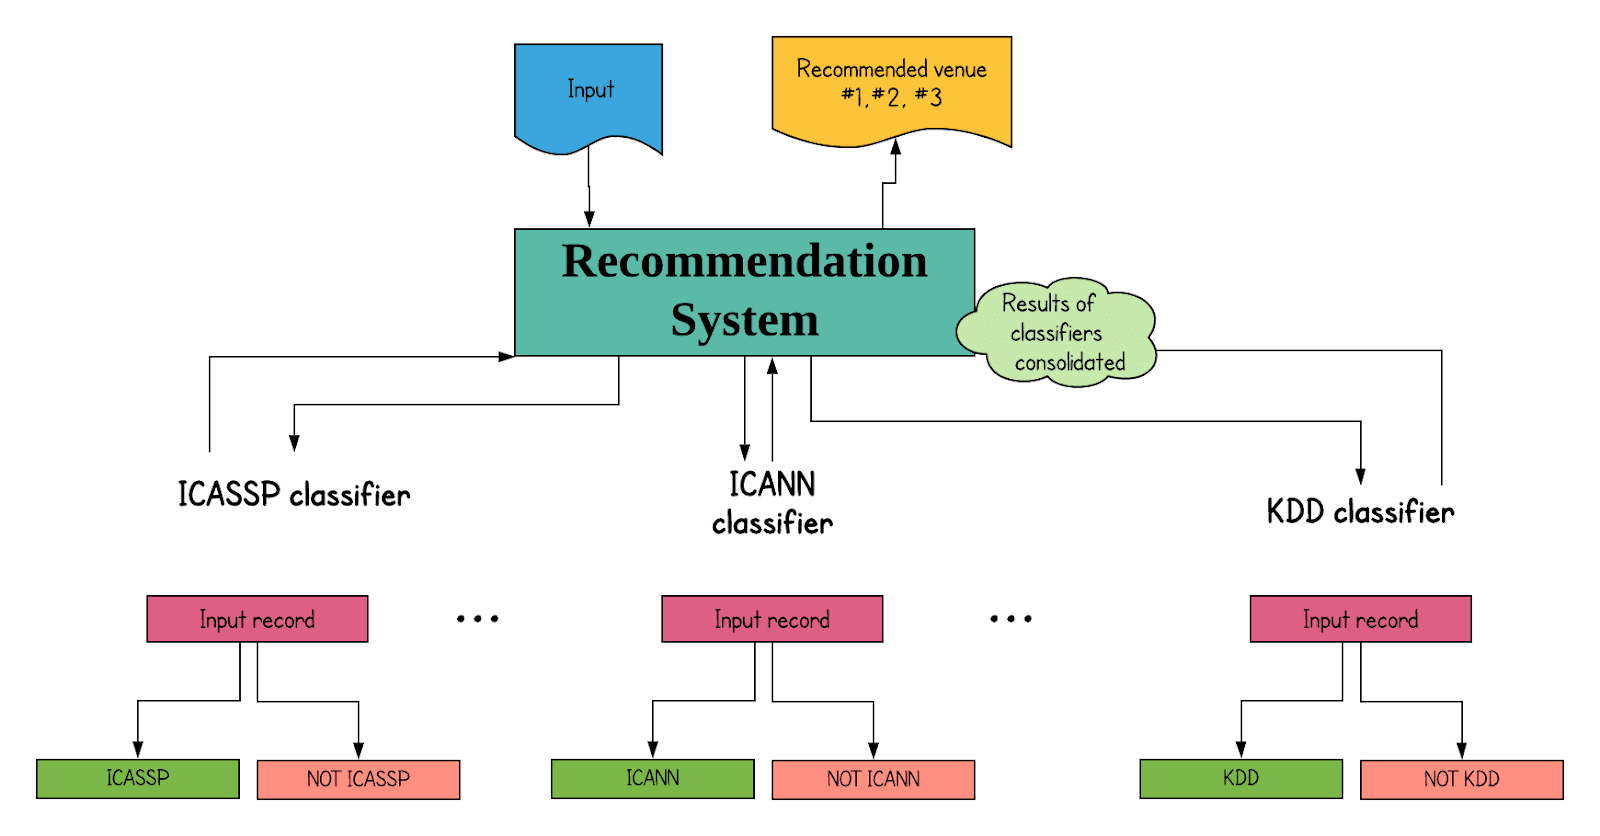 Input
Recommended venue
#1, #2, #3
Recommendation
System
Results of
classifiers
consolidated
ICASSP classifier
ICANN
classifier
KDD classifier
Input record
...
Input record
...
Input record
ICASSP
NOT ICASSP
ICANN
NOT ICANN
KDD
NOT KDD